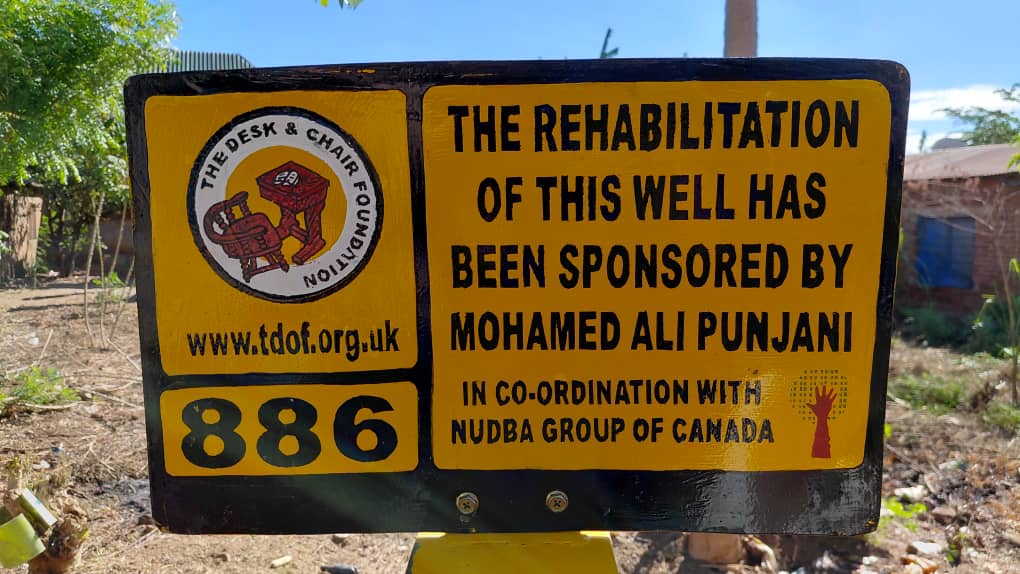 THE DESK & CHAIR FOUNDATION
www.tdof.org.uk
886
THE REHABILITATION
OF THIS WELL HAS
BEEN SPONSORED BY
MOHAMED ALI PUNJANI
IN CO-ORDINATION WITH
NUDBA GROUP OF CANADA